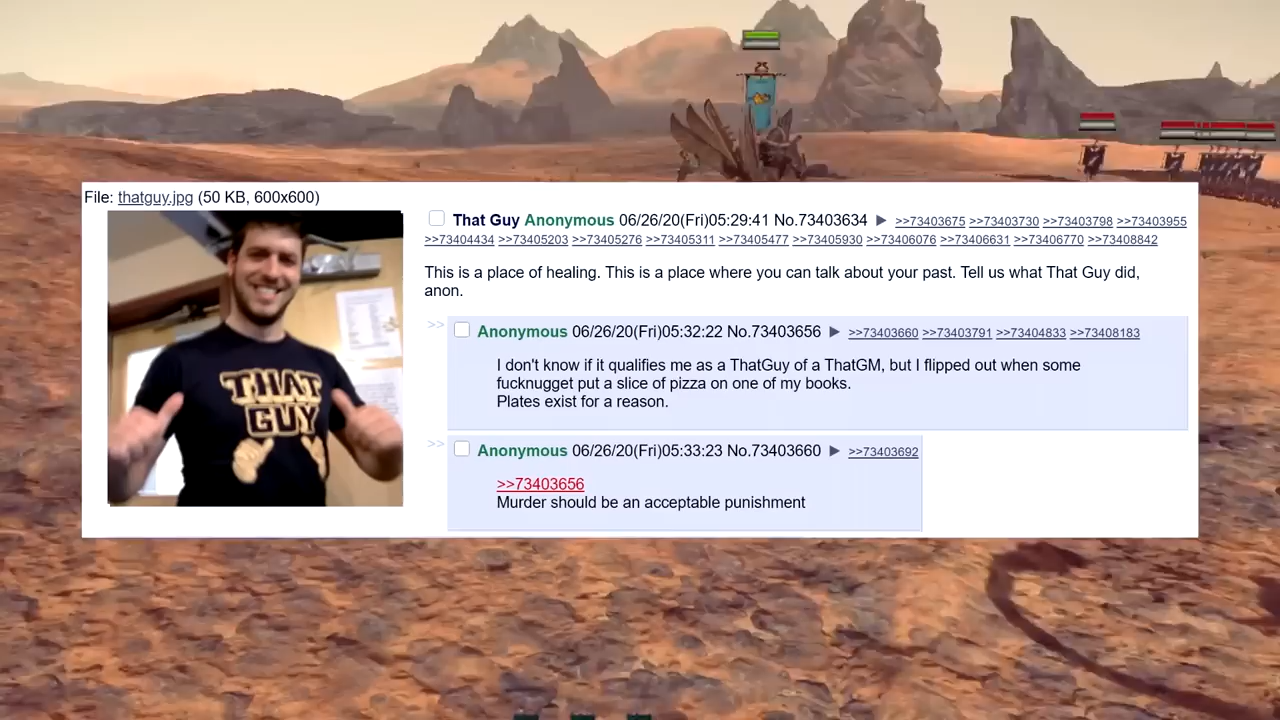 File: thatguy.jpg (50 KB, 600x600)
THAT
GUY
That Guy Anonymous 06/26/20(Fri)05:29:41 No.73403634 ▶ >>73403675 >>73403730 >>73403798 >>73403955
>>73404434 >>73405203 >>73405276 >>73405311 >>73405477 >>73405930 >>73406076 >>73406631 >>73406770 >>73408842
This is a place of healing. This is a place where you can talk about your past. Tell us what That Guy did,
anon.
>> Anonymous 06/26/20(Fri)05:32:22 No.73403656 ▶ >>73403660 >>73403791 >>73404833 >>73408183
I don't know if it qualifies me as a ThatGuy of a ThatGM, but I flipped out when some
fucknugget put a slice of pizza on one of my books.
Plates exist for a reason.
>> Anonymous 06/26/20(Fri)05:33:23 No.73403660 ▶ >>73403692
>>73403656
Murder should be an acceptable punishment